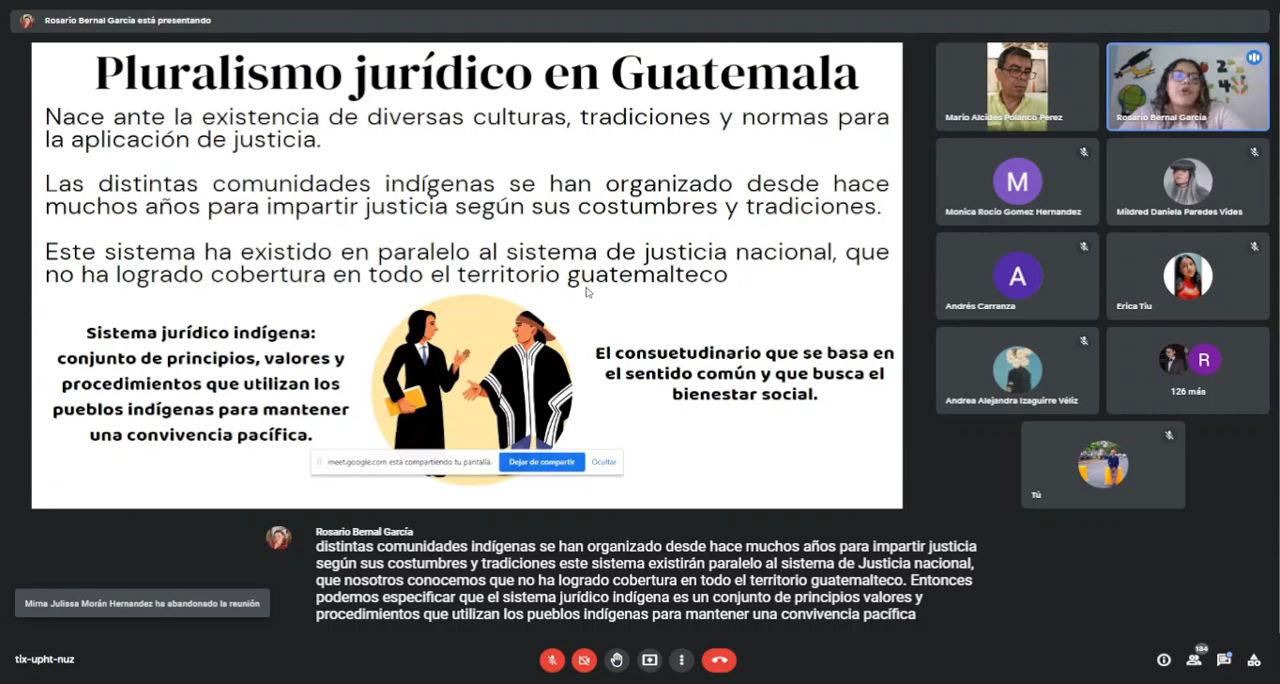 Rosario Bernal García está presentando
Pluralismo jurídico en Guatemala
Nace ante la existencia de diversas culturas, tradiciones y normas para
la aplicación de justicia.
Las distintas comunidades indígenas se han organizado desde hace
muchos años para impartir justicia según sus costumbres y tradiciones.
Este sistema ha existido en paralelo al sistema de justicia nacional, que
no ha logrado cobertura en todo el territorio guatemalteco
Sistema jurídico indígena:
conjunto de principios, valores y
procedimientos que utilizan los
pueblos indígenas para mantener
una convivencia pacífica.
El consuetudinario que se basa en
el sentido común y que busca el
bienestar social.
meet.google.com está compartiendo tu pantalla.
Dejar de compartir
Ocultar
Mario Alcides Polanco Perez
Rosario Bernal García
M
Monica Rocio Gomez Hernandez
Mildred Daniela Paredes Vides
A
Andrés Carranza
Erica Tiu
Andrea Alejandra Izaguirre Véliz
R
126 más
Tú
Rosario Bernal García
distintas comunidades indígenas se han organizado desde hace muchos años para impartir justicia
según sus costumbres y tradiciones este sistema existirán paralelo al sistema de Justicia nacional,
que nosotros conocemos que no ha logrado cobertura en todo el territorio guatemalteco. Entonces
podemos especificar que el sistema jurídico indígena es un conjunto de principios valores y
procedimientos que utilizan los pueblos indígenas para mantener una convivencia pacífica
Mirna Julissa Morán Hernandez ha abandonado la reunión
tix-upht-nuz
134